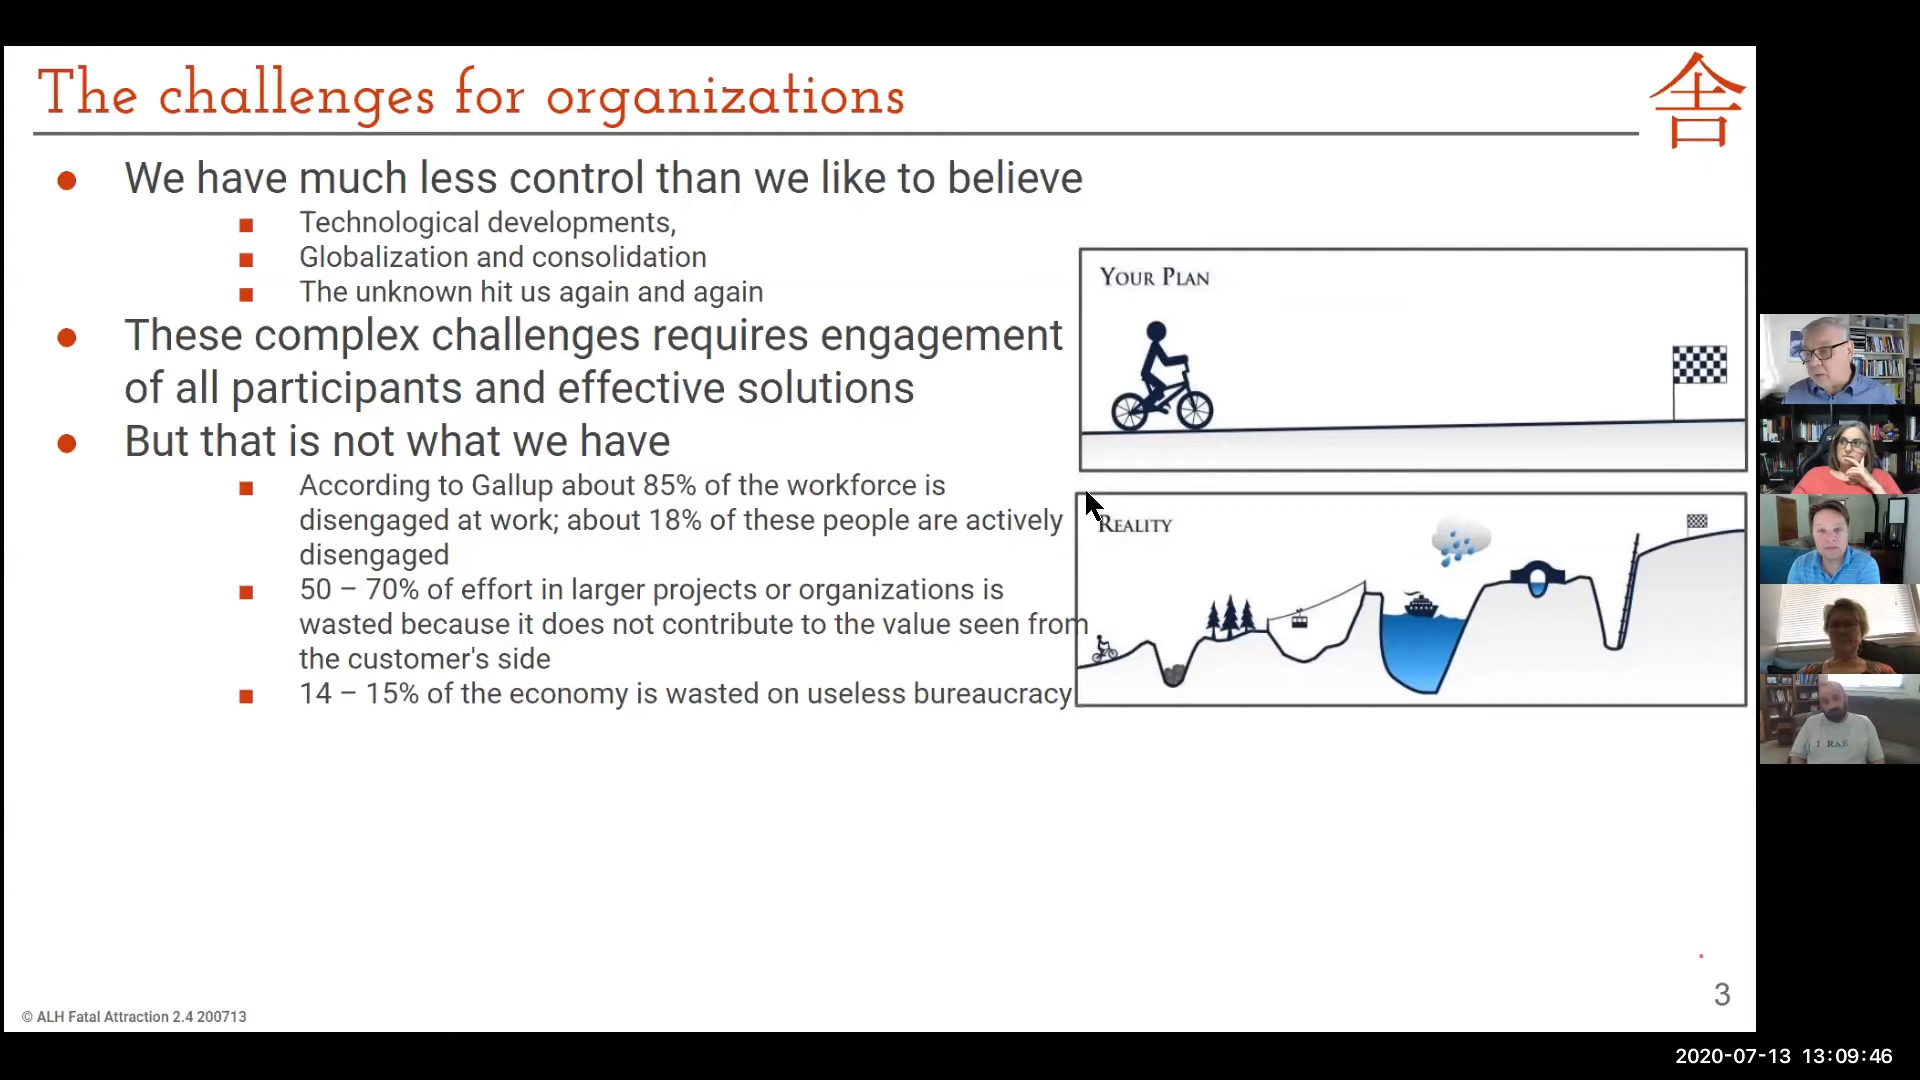 The challenges for organizations
舍
We have much less control than we like to believe
Technological developments,
Globalization and consolidation
The unknown hit us again and again
These complex challenges requires engagement
of all participants and effective solutions
But that is not what we have
According to Gallup about 85% of the workforce is
disengaged at work; about 18% of these people are actively
disengaged
50 – 70% of effort in larger projects or organizations is
wasted because it does not contribute to the value seen from
the customer's side
14 – 15% of the economy is wasted on useless bureaucracy
YOUR PLAN
REALITY
I RAE
3
© ALH Fatal Attraction 2.4 200713
2020-07-13 13:09:46